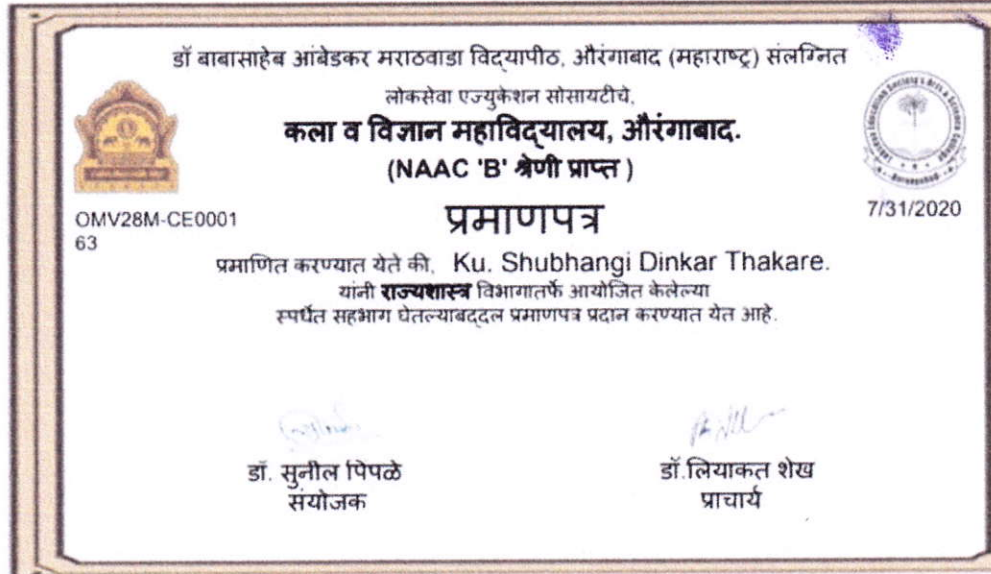 डॉ बाबासाहेब आंबेडकर मराठवाडा विद्यापीठ, औरंगाबाद (महाराष्ट्र) संलग्नित
लोकसेवा एज्युकेशन सोसायटीचे,
कला व विज्ञान महाविद्यालय, औरंगाबाद.
(NAAC 'B' श्रेणी प्राप्त )
OMV28M-CE0001
63
7/31/2020
प्रमाणपत्र
प्रमाणित करण्यात येते की, Ku. Shubhangi Dinkar Thakare.
यांनी राज्यशास्त्र विभागातर्फे आयोजित केलेल्या
स्पर्धेत सहभाग घेतल्याबद्दल प्रमाणपत्र प्रदान करण्यात येत आहे.
डॉ. सुनील पिपळे
संयोजक
डॉ.लियाकत शेख
प्राचार्य